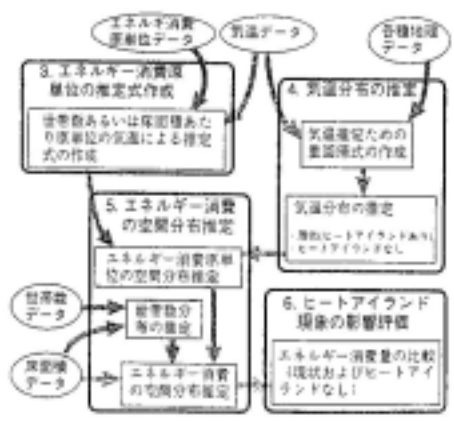 エネルギ消費
原単位データ
気温データ
各種地理
データ
3. エネルギー消費原
単位の推定式作成
世帯数あるいは床面積あた
り原単位の気温による推定
式の作成
4. 気温分布の推定
気温推定ための
重回帰式の作成
気温分布の推定
ヒートアイランドなし
5. エネルギー消費
の空間分布推定
エネルギー消費原単
位の空間分布推定
世帯数
データ
世帯数分
布の推定
床面積
データ
エネルギー消費
の空間分布推定
6. ヒートアイランド
現象の影響評価
エネルギー消費量の比較
(現状およびヒートアイ
ランドなし)